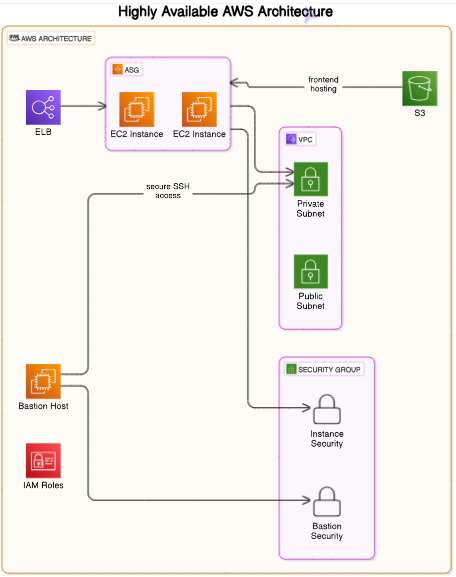 Highly Available AWS Architecture
AWS ARCHITECTURE
ASG
EC2 Instance
EC2 Instance
ELB
frontend
hosting
S3
VPC
Private
Subnet
secure SSH
access
Public
Subnet
SECURITY GROUP
Bastion Host
Instance
Security
IAM Roles
Bastion
Security